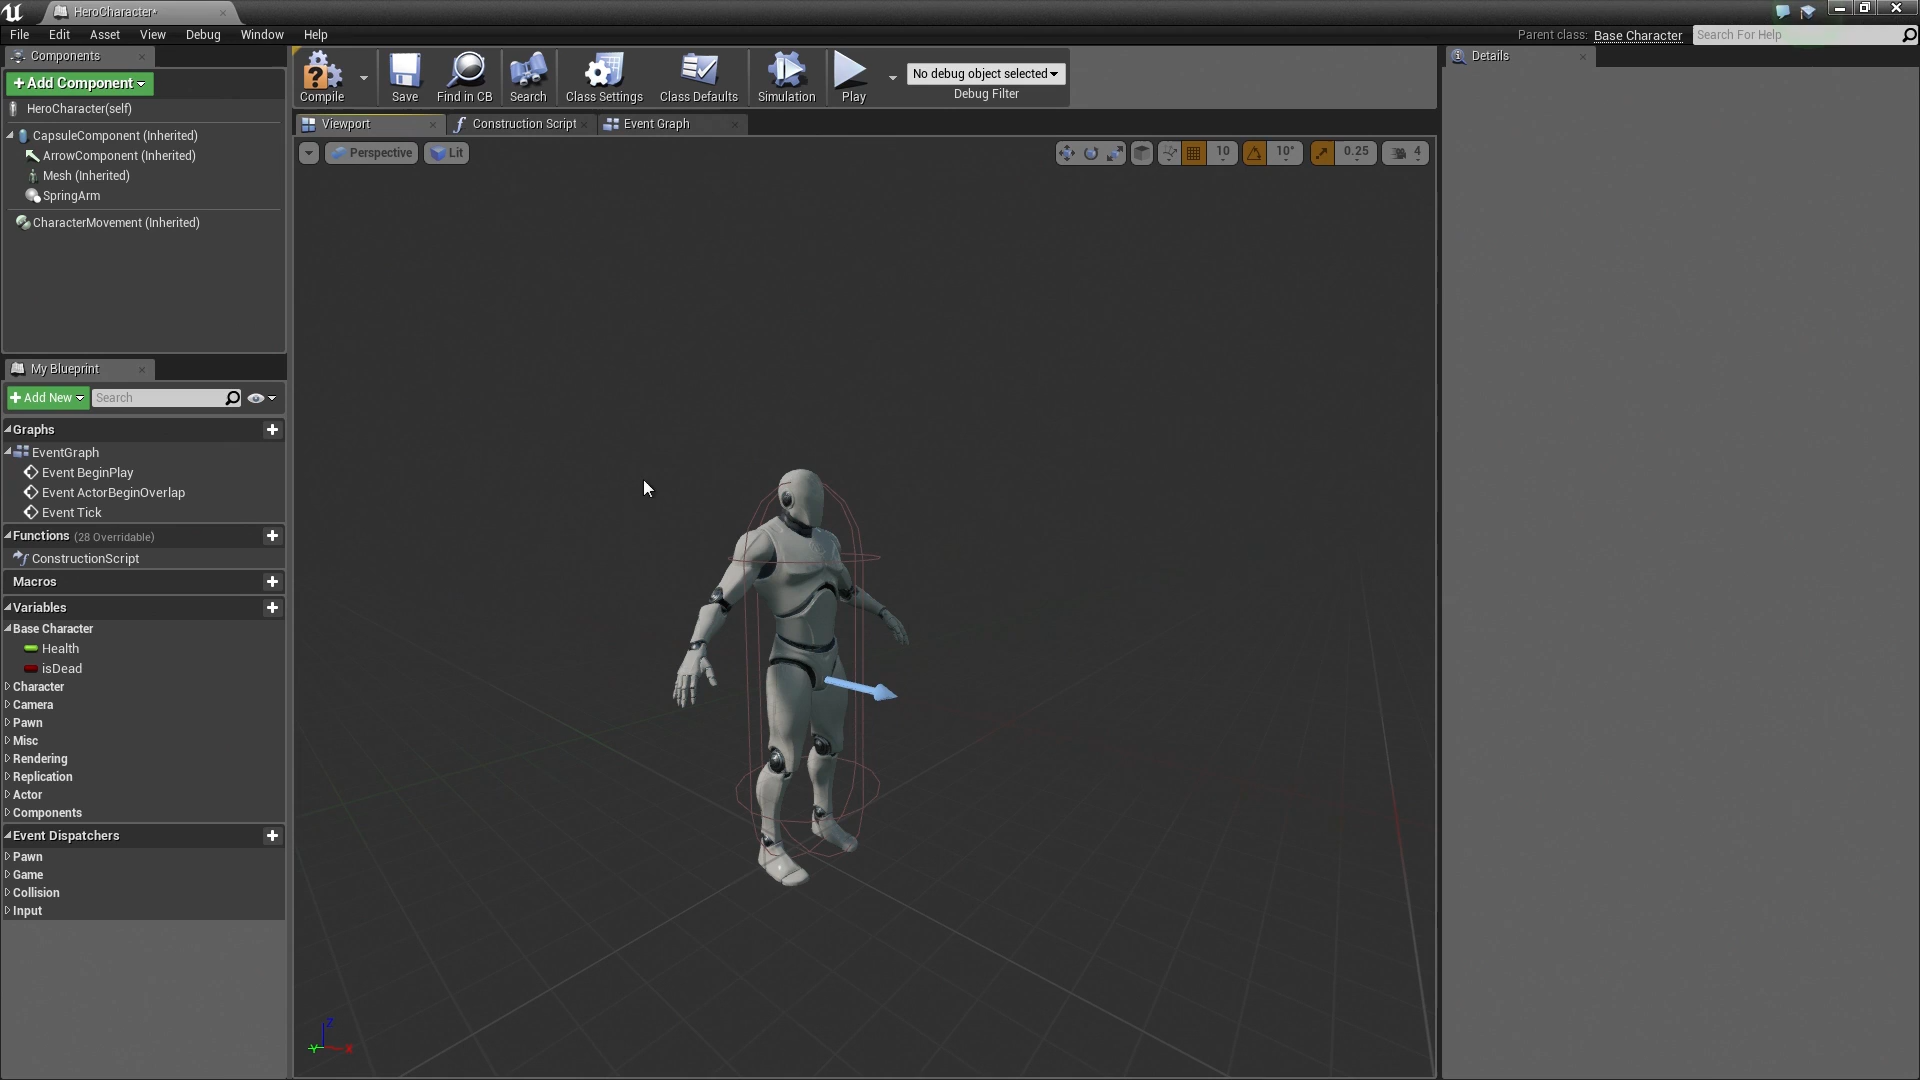 HeroCharacter*
File Edit Asset View Debug Window Help
Parent class: Base Character Search For Help
Components
+ Add Component
HeroCharacter(self)
CapsuleComponent (Inherited)
ArrowComponent (Inherited)
Mesh (Inherited)
SpringArm
CharacterMovement (Inherited)
My Blueprint
+ Add New Search
Graphs
EventGraph
Event BeginPlay
Event ActorBeginOverlap
Event Tick
Functions (28 Overridable)
ConstructionScript
Macros
Variables
Base Character
Health
isDead
Character
Camera
Pawn
Misc
Rendering
Replication
Actor
Components
Event Dispatchers
Pawn
Game
Collision
Input
Compile Save Find in CB Search Class Settings Class Defaults Simulation Play
No debug object selected
Debug Filter
Viewport Construction Script Event Graph
Perspective Lit 10 10° 0.25 4
Z
Y X
Details